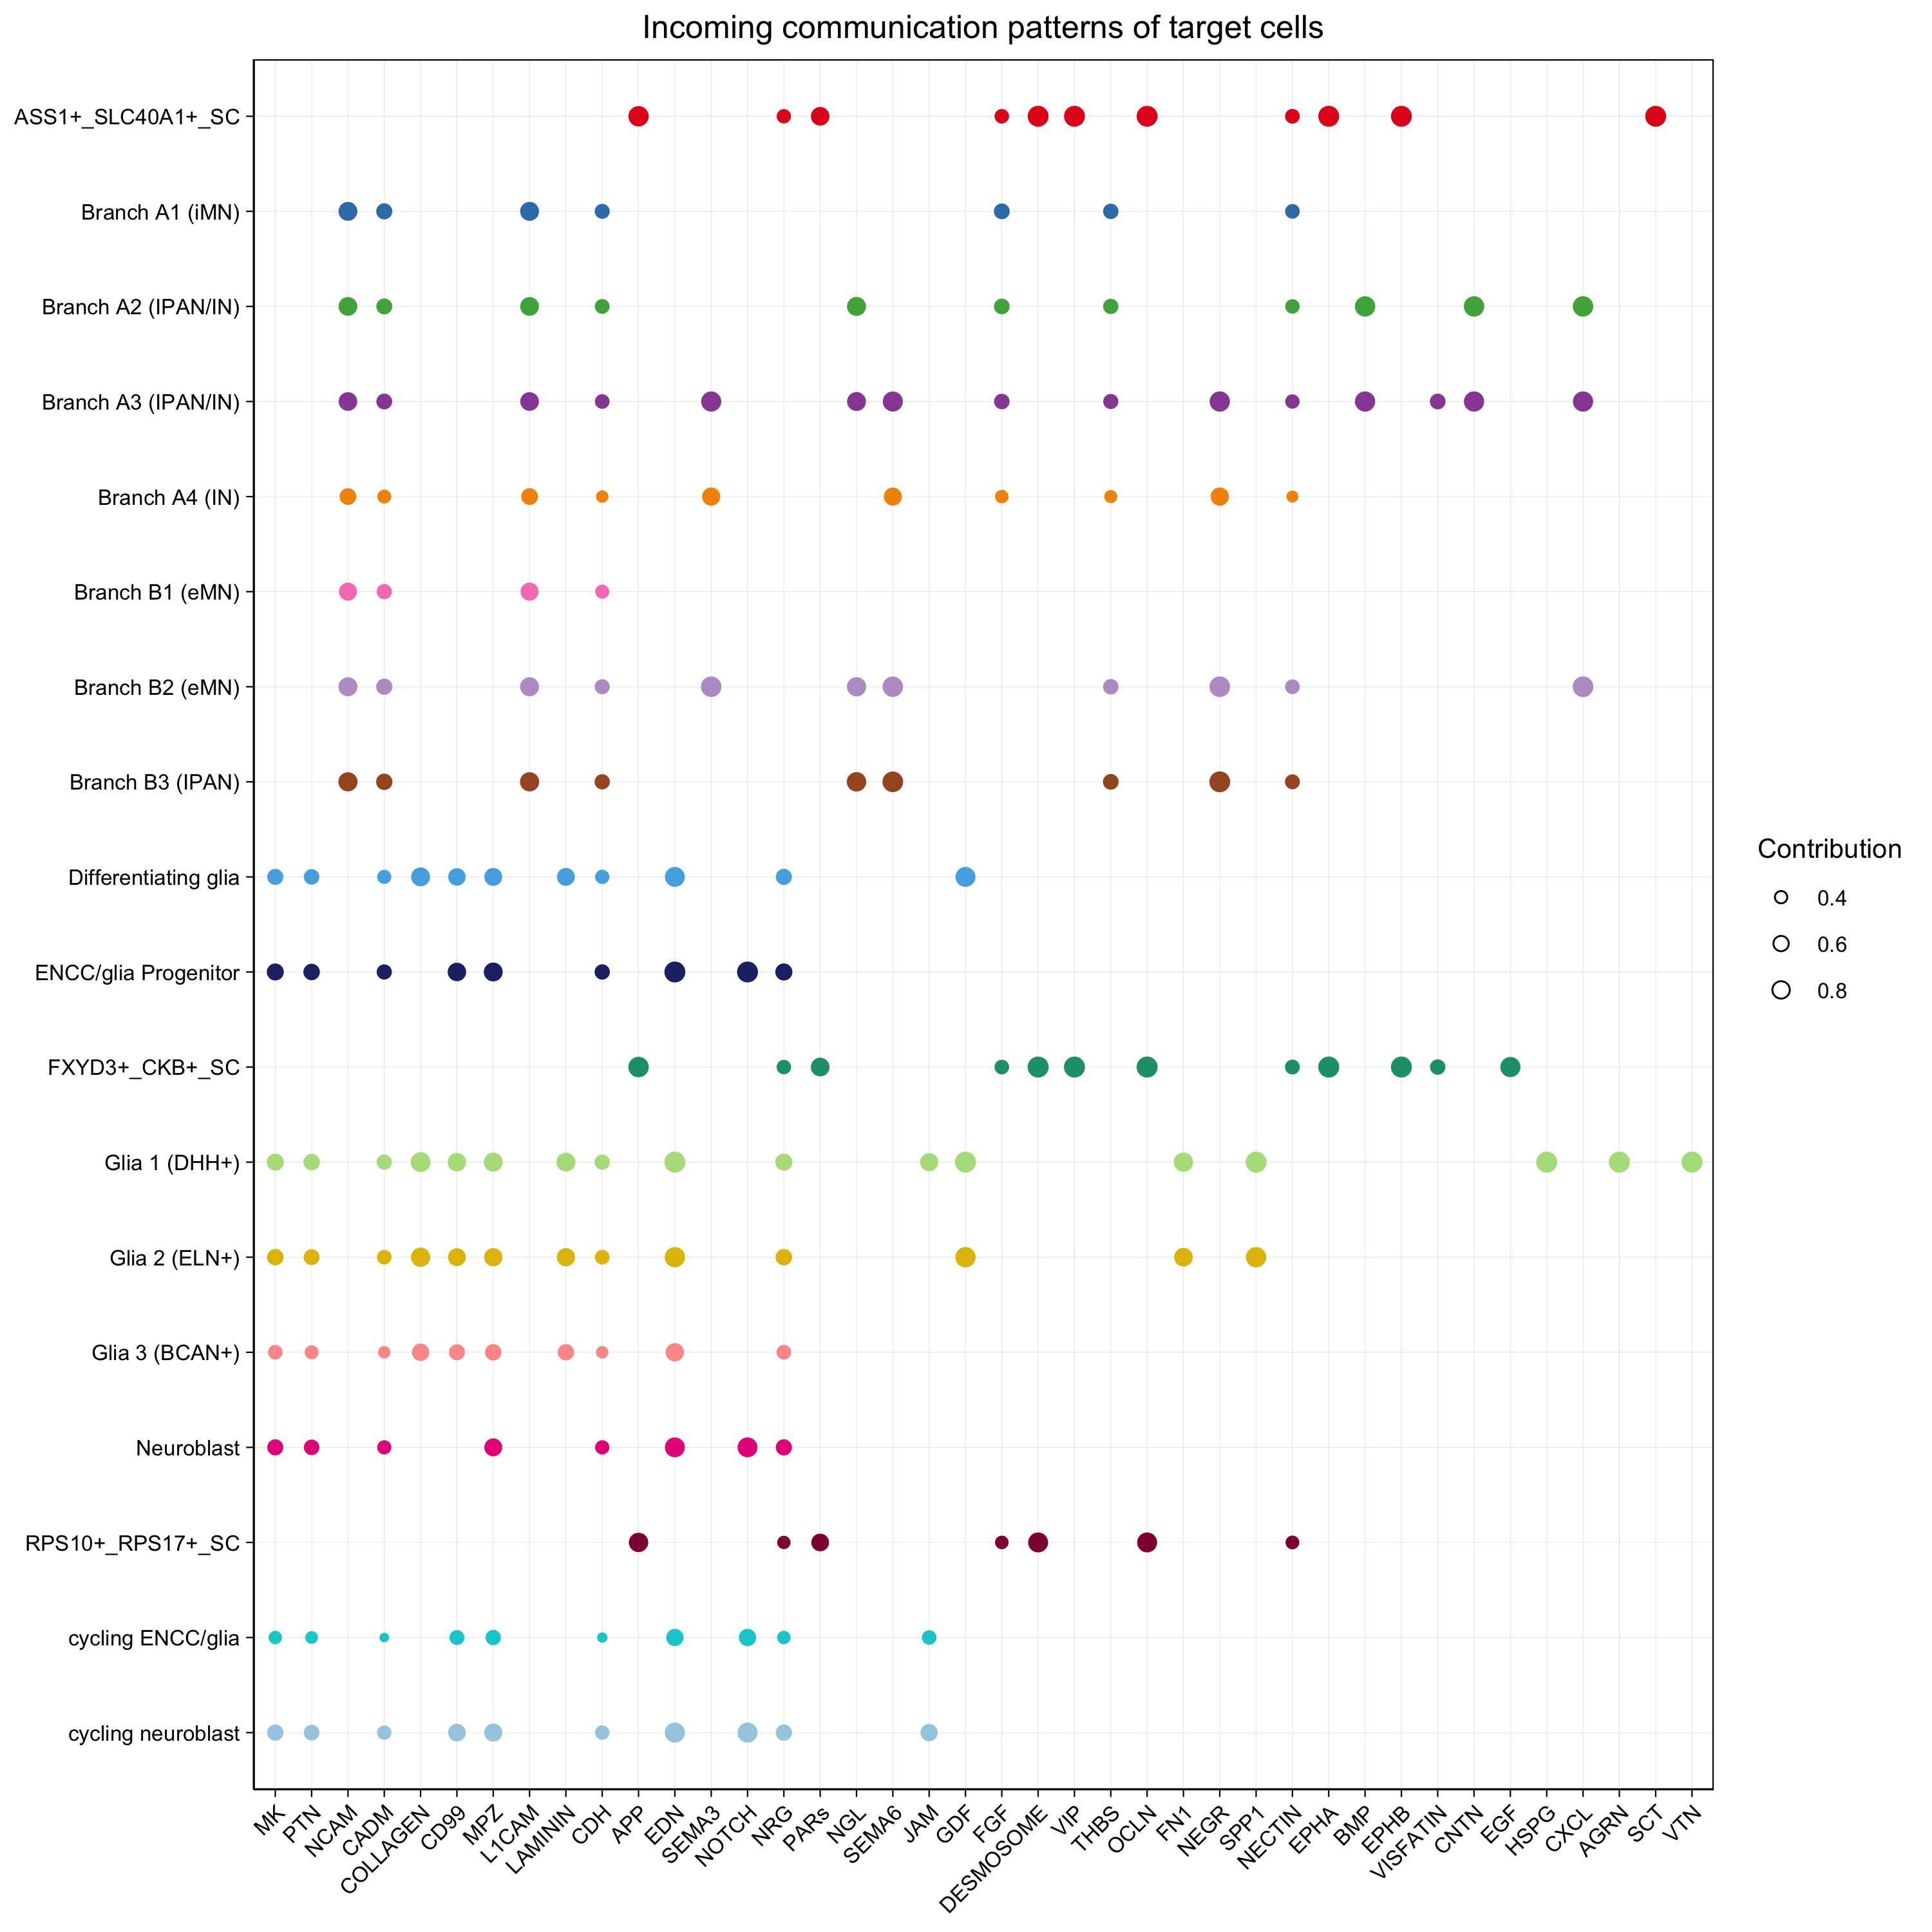 Incoming communication patterns of target cells
ASS1+_SLC40A1+_SC
Branch A1 (iMN)
Branch A2 (IPAN/IN)
Branch A3 (IPAN/IN)
Branch A4 (IN)
Branch B1 (eMN)
Branch B2 (eMN)
Branch B3 (IPAN)
Differentiating glia
ENCC/glia Progenitor
FXYD3+_CKB+_SC
Glia 1 (DHH+)
Glia 2 (ELN+)
Glia 3 (BCAN+)
Neuroblast
RPS10+_RPS17+_SC
cycling ENCC/glia
cycling neuroblast
MK
PTN
NCAM
CADM
COLLAGEN
CD99
MPZ
L1CAM
LAMININ
CDH
APP
EDN
SEMA3
NOTCH
NRG
PARs
NGL
SEMA6
JAM
GDF
FGF
DESMOSOME
VIP
THBS
OCLN
FN1
NEGR
SPP1
NECTIN
EPHA
BMP
EPHB
VISFATIN
CNTN
EGF
HSPG
CXCL
AGRN
SCT
VTN
Contribution
0.4
0.6
0.8